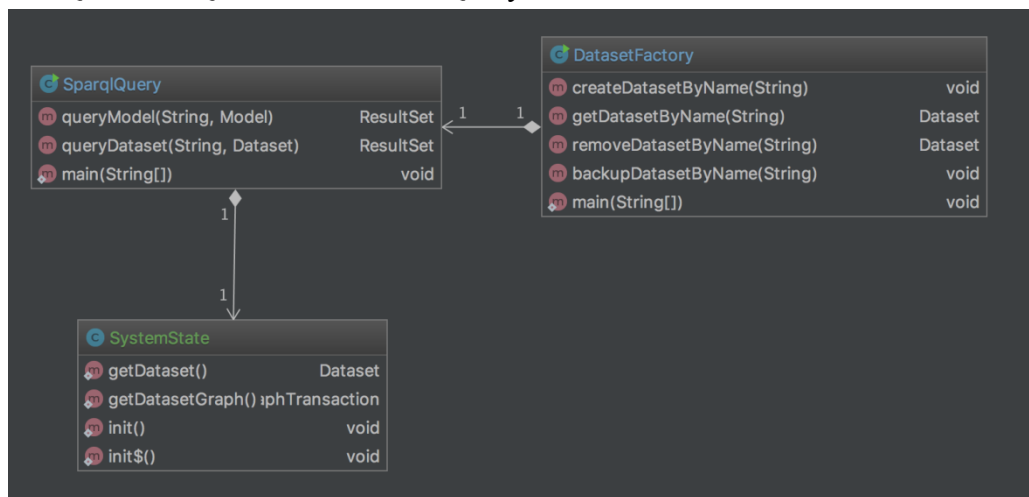 SparqlQuery
queryModel(String, Model) ResultSet
queryDataset(String, Dataset) ResultSet
main(String[]) void
DatasetFactory
createDatasetByName(String) void
getDatasetByName(String) Dataset
removeDatasetByName(String) Dataset
backupDatasetByName(String) void
main(String[]) void
1 1
1
1
SystemState
getDataset() Dataset
getDatasetGraph() phTransaction
init() void
init$() void